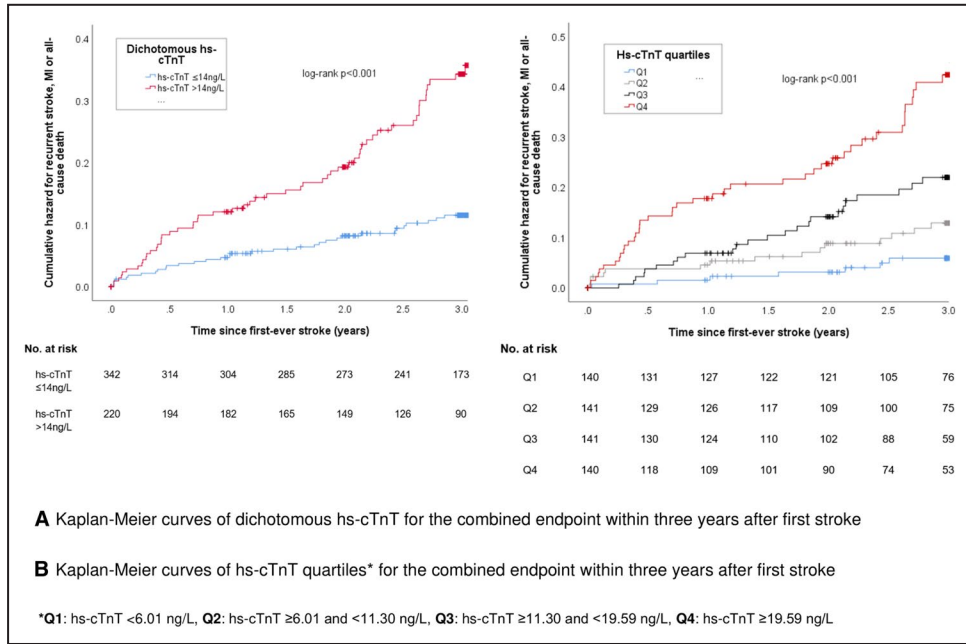 Dichotomous hs-
cTnT
hs-cTnT ≤14ng/L
hs-cTnT >14ng/L
...
log-rank p<0.001
Cumulative hazard for recurrent stroke, MI or all-
cause death
0.4
0.3
0.2
0.1
0.0
.0 .5 1.0 1.5 2.0 2.5 3.0
Time since first-ever stroke (years)
No. at risk
hs-cTnT
≤14ng/L
342 314 304 285 273 241 173
hs-cTnT
>14ng/L
220 194 182 165 149 126 90
Hs-cTnT quartiles
Q1
Q2
Q3
Q4
...
log-rank p<0.001
Cumulative hazard for recurrent stroke, MI or all-
cause death
0.5
0.4
0.3
0.2
0.1
0.0
.0 .5 1.0 1.5 2.0 2.5 3.0
Time since first-ever stroke (years)
No. at risk
Q1 140 131 127 122 121 105 76
Q2 141 129 126 117 109 100 75
Q3 141 130 124 110 102 88 59
Q4 140 118 109 101 90 74 53
A Kaplan-Meier curves of dichotomous hs-cTnT for the combined endpoint within three years after first stroke
B Kaplan-Meier curves of hs-cTnT quartiles* for the combined endpoint within three years after first stroke
*Q1: hs-cTnT <6.01 ng/L, Q2: hs-cTnT ≥6.01 and <11.30 ng/L, Q3: hs-cTnT ≥11.30 and <19.59 ng/L, Q4: hs-cTnT ≥19.59 ng/L